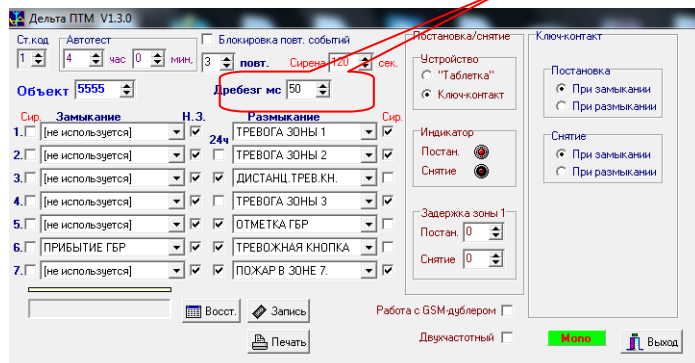 Дельта ПТМ V1.3.0
Ст.код Автотест Блокировка повт. событий Постановка/снятие Ключ-контакт
1 4 час 0 мин, 3 повт. Сирена 120 сек.
Устройство Постановка
"Таблетка" При замыкании
Объект 5555 Дребезг мс 50 Ключ-контакт При размыкании
Сир. Замыкание Н.З. Размыкание Сир.
1. [не используется] 24ч ТРЕВОГА ЗОНЫ 1
Индикатор Снятие
2. [не используется] ТРЕВОГА ЗОНЫ 2 Постан. При замыкании
3. [не используется] ДИСТАНЦ.ТРЕВ.КН. Снятие При размыкании
4. [не используется] ТРЕВОГА ЗОНЫ 3
Задержка зоны 1
5. [не используется] ОТМЕТКА ГБР Постан. 0
6. ПРИБЫТИЕ ГБР ТРЕВОЖНАЯ КНОПКА
Снятие 0
7. [не используется] ПОЖАР В ЗОНЕ 7.
Восст. Запись Работа с GSM-дублером
Печать Двухчастотный Mono Выход